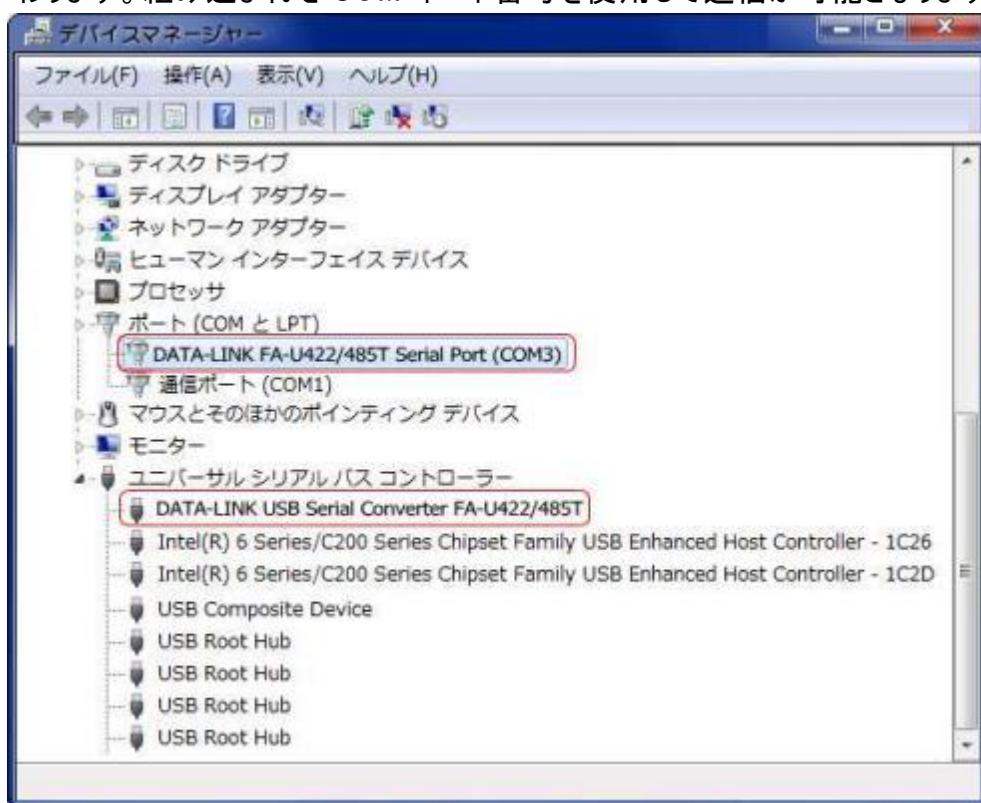 デバイスマネージャー
ファイル(F) 操作(A) 表示(V) ヘルプ(H)
ディスク ドライブ
ディスプレイ アダプター
ネットワーク アダプター
ヒューマン インターフェイス デバイス
プロセッサ
ポート (COM と LPT)
DATA-LINK FA-U422/485T Serial Port (COM3)
通信ポート (COM1)
マウスとそのほかのポインティング デバイス
モニター
ユニバーサル シリアル バス コントローラー
DATA-LINK USB Serial Converter FA-U422/485T
Intel(R) 6 Series/C200 Series Chipset Family USB Enhanced Host Controller - 1C26
Intel(R) 6 Series/C200 Series Chipset Family USB Enhanced Host Controller - 1C2D
USB Composite Device
USB Root Hub
USB Root Hub
USB Root Hub
USB Root Hub